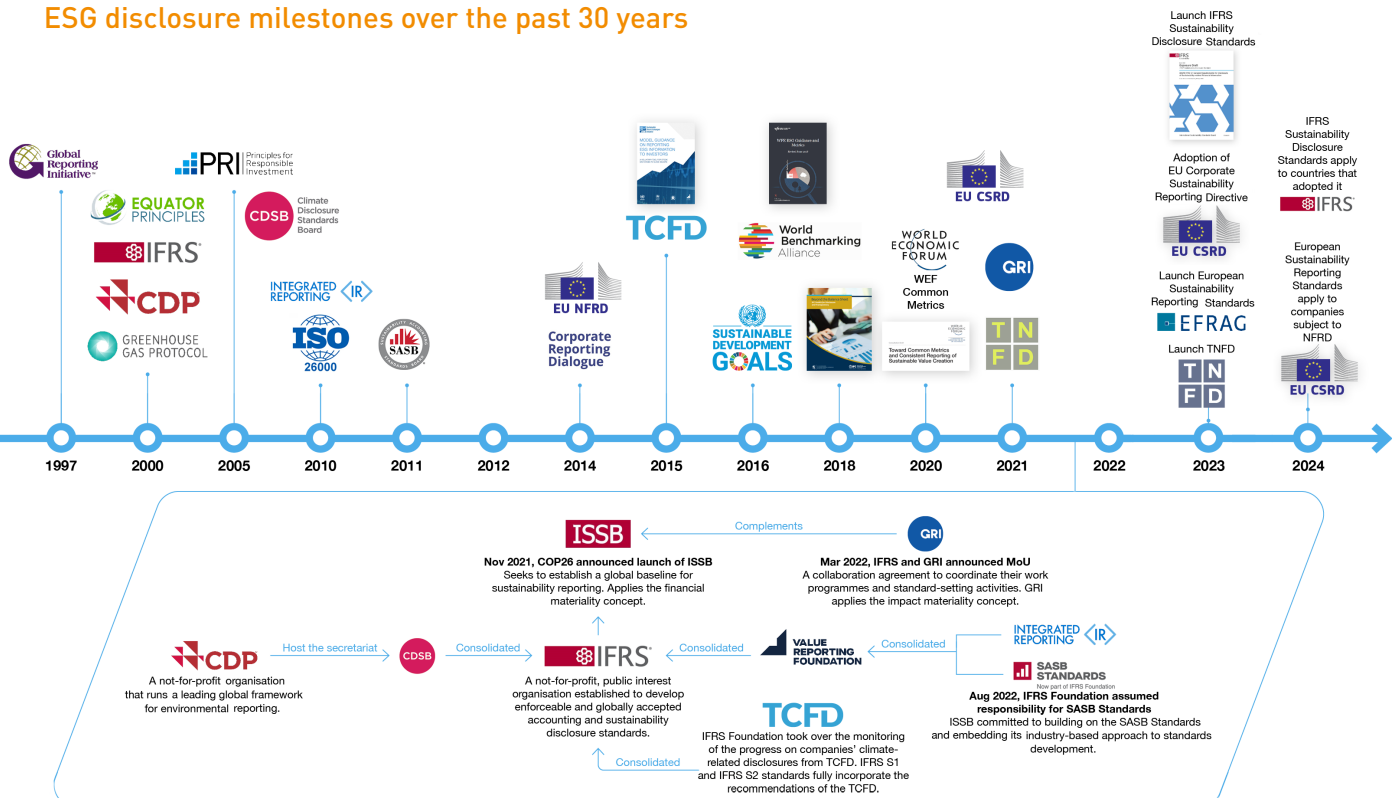 ESG disclosure milestones over the past 30 years
Global
Reporting
Initiative™
EQUATOR
PRINCIPLES
IFRS®
CDP
GREENHOUSE
GAS PROTOCOL
PRI
Principles for
Responsible
Investment
CDSB
Climate
Disclosure
Standards
Board
INTEGRATED
REPORTING
<IR>
ISO
26000
SASB
EU NFRD
Corporate
Reporting
Dialogue
MODEL GUIDANCE
ON REPORTING
ESG INFORMATION
TO INVESTORS
TCFD
World
Benchmarking
Alliance
SUSTAINABLE
DEVELOPMENT
GOALS
WORLD
ECONOMIC
FORUM
WEF
Common
Metrics
Toward Common Metrics
and Consistent Reporting of
Sustainable Value Creation
EU CSRD
GRI
TN
FD
Launch IFRS
Sustainability
Disclosure Standards
Adoption of
EU Corporate
Sustainability
Reporting Directive
EU CSRD
Launch European
Sustainability
Reporting Standards
EFRAG
Launch TNFD
TN
FD
IFRS
Sustainability
Disclosure
Standards apply
to countries that
adopted it
IFRS®
European
Sustainability
Reporting
Standards
apply to
companies
subject to
NFRD
EU CSRD
1997
2000
2005
2010
2011
2012
2014
2015
2016
2018
2020
2021
2022
2023
2024
ISSB
Complements
GRI
Nov 2021, COP26 announced launch of ISSB
Seeks to establish a global baseline for
sustainability reporting. Applies the financial
materiality concept.
Mar 2022, IFRS and GRI announced MoU
A collaboration agreement to coordinate their work
programmes and standard-setting activities. GRI
applies the impact materiality concept.
CDP
Host the secretariat
CDSB
Consolidated
IFRS®
Consolidated
VALUE
REPORTING
FOUNDATION
Consolidated
INTEGRATED
REPORTING
<IR>
SASB
STANDARDS
Now part of IFRS Foundation
A not-for-profit organisation
that runs a leading global framework
for environmental reporting.
A not-for-profit, public interest
organisation established to develop
enforceable and globally accepted
accounting and sustainability
disclosure standards.
Aug 2022, IFRS Foundation assumed
responsibility for SASB Standards
ISSB committed to building on the SASB Standards
and embedding its industry-based approach to standards
development.
TCFD
IFRS Foundation took over the monitoring
of the progress on companies' climate-
related disclosures from TCFD. IFRS S1
and IFRS S2 standards fully incorporate the
recommendations of the TCFD.
Consolidated